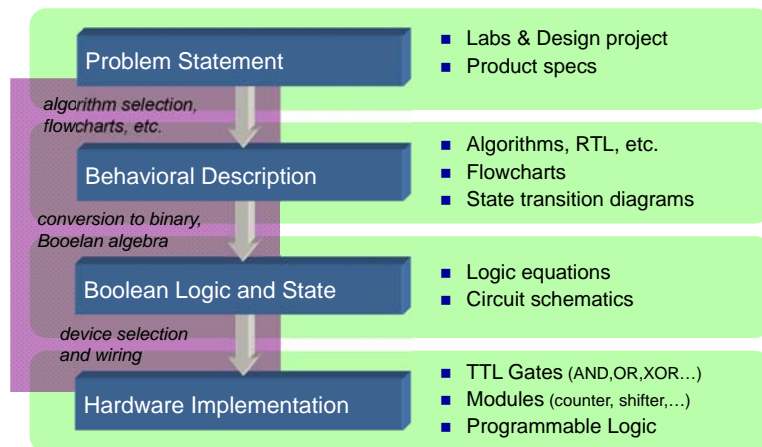 Problem Statement
■ Labs & Design project
■ Product specs
algorithm selection,
flowcharts, etc.
Behavioral Description
■ Algorithms, RTL, etc.
■ Flowcharts
■ State transition diagrams
conversion to binary,
Booelan algebra
Boolean Logic and State
■ Logic equations
■ Circuit schematics
device selection
and wiring
Hardware Implementation
■ TTL Gates (AND,OR,XOR…)
■ Modules (counter, shifter,…)
■ Programmable Logic